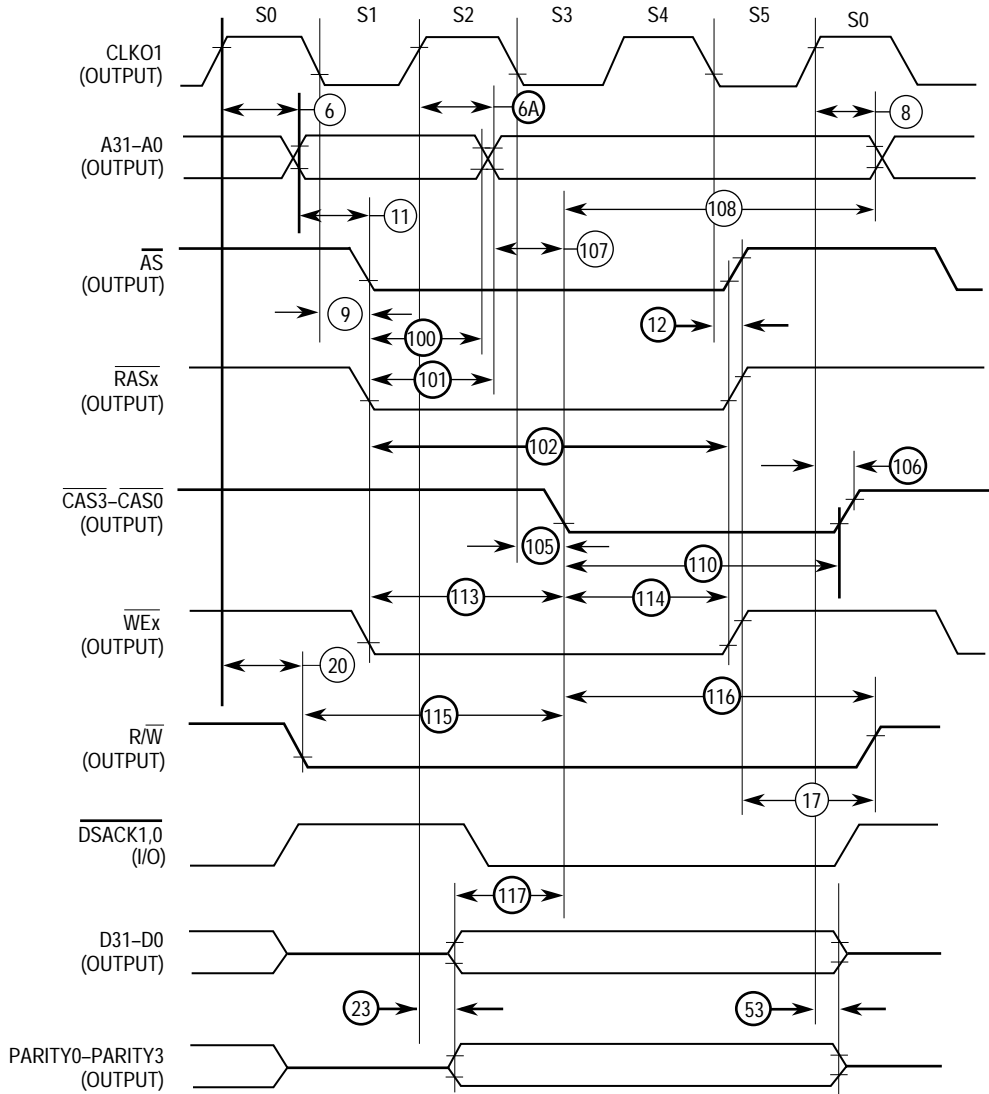 S0 S1 S2 S3 S4 S5 S0
CLKO1
(OUTPUT)
6 6A 8
A31–A0
(OUTPUT)
11 108
107
AS
(OUTPUT)
9 12
100
RASx
(OUTPUT)
101
102
106
CAS3–CAS0
(OUTPUT)
105
110
113 114
WEx
(OUTPUT)
20
116
115
R/W
(OUTPUT)
17
DSACK1,0
(I/O)
117
D31–D0
(OUTPUT)
23 53
PARITY0–PARITY3
(OUTPUT)